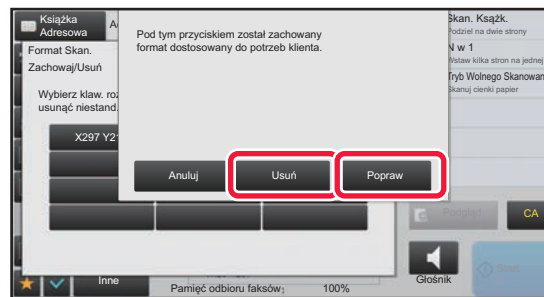 Książka
Adresowa
Format Skan.
Zachowaj/Usuń
Wybierz klaw.
usunąć niestand.
X297
Pod tym przyciskiem został zachowany
format dostosowany do potrzeb klienta.
Anuluj
Usuń
Popraw
Skan. Książk.
Podziel na dwie strony
N w 1
Wstaw kilka stron na jednej
Tryb Wolnego Skanowan
Skanuj cienki papier
Podgląd
CA
Start
Głośnik
Inne
Pamięć odbioru faksów:
100%